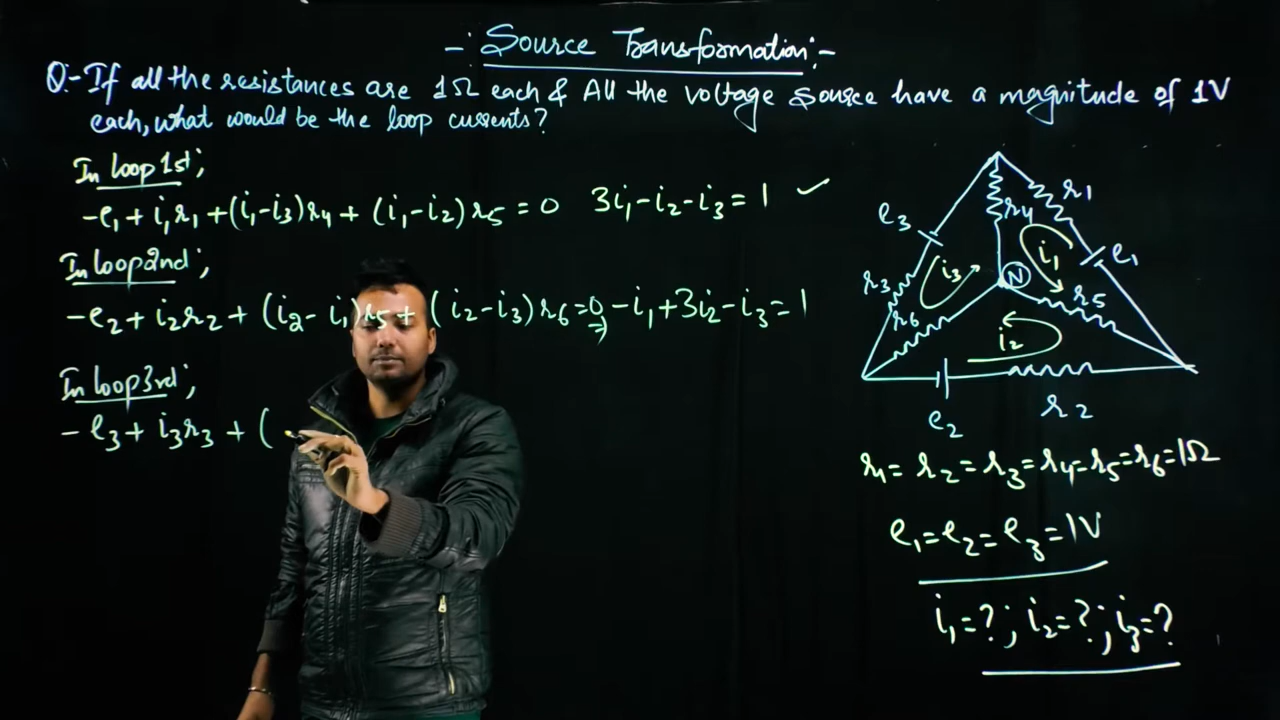 -: Source Transformation:-
Q:- If all the resistances are 1Ω each & All the voltage source have a magnitude of 1V
each, what would be the loop currents?
In loop 1st;
-e₁ + i₁r₁ + (i₁-i₃)r₄ + (i₁-i₂)r₅ = 0 3i₁-i₂-i₃ = 1 ✓
In loop 2nd;
-e₂ + i₂r₂ + (i₂-i₁)r₅ + (i₂-i₃)r₆ = 0 ⇒ -i₁+3i₂-i₃ = 1
In loop 3rd;
-e₃ + i₃r₃ + (
r₁
e₃
r₄
i₁
e₁
i₃
N
r₃
r₅
r₆
i₂
e₂
r₂
r₁ = r₂ = r₃ = r₄ = r₅ = r₆ = 1Ω
e₁ = e₂ = e₃ = 1V
i₁=?; i₂=?; i₃=?